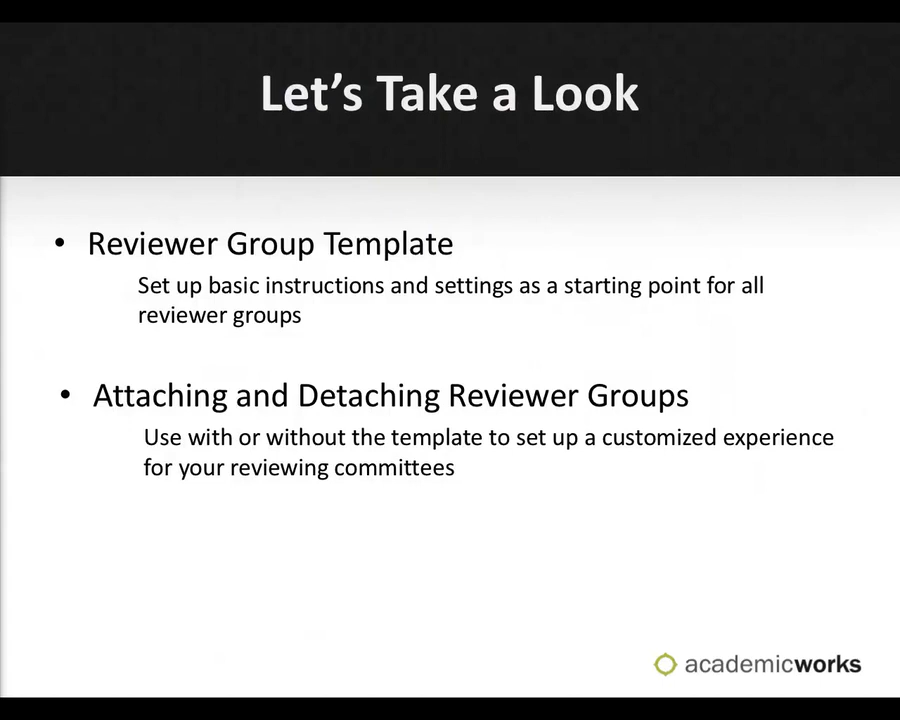 Let’s Take a Look
• Reviewer Group Template
Set up basic instructions and settings as a starting point for all
reviewer groups
• Attaching and Detaching Reviewer Groups
Use with or without the template to set up a customized experience
for your reviewing committees
academicworks